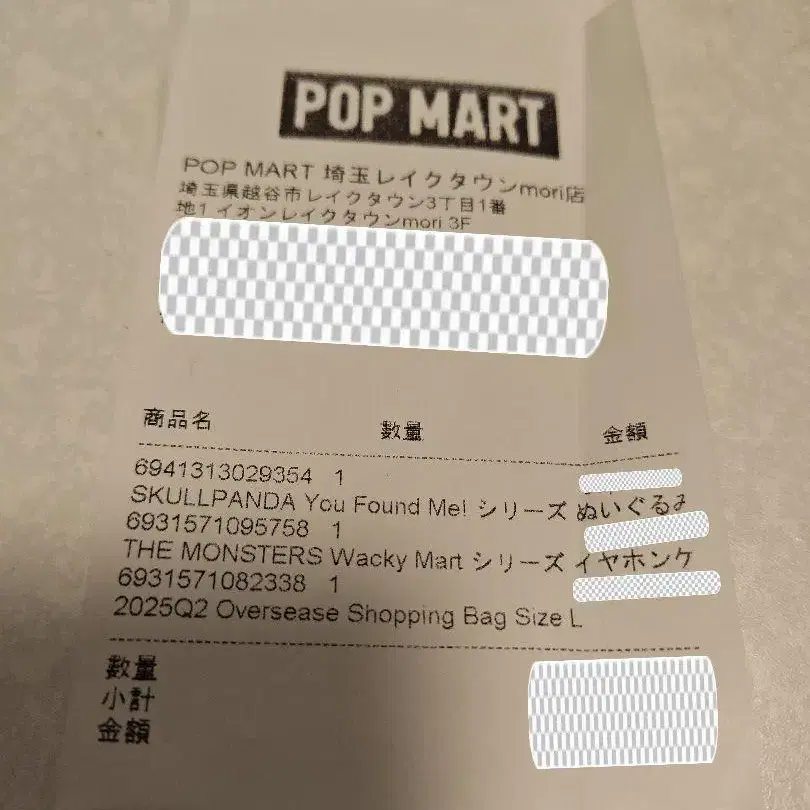 POP MART
POP MART 埼玉レイクタウンmori店
埼玉県越谷市レイクタウン3丁目1番
地1 イオンレイクタウンmori 3F
商品名 数量 金額
6941313029354 1
SKULLPANDA You Found Me! シリーズ ぬいぐるみ
6931571095758 1
THE MONSTERS Wacky Mart シリーズ イヤホンケ
6931571082338 1
2025Q2 Oversease Shopping Bag Size L
数量
小計
金額